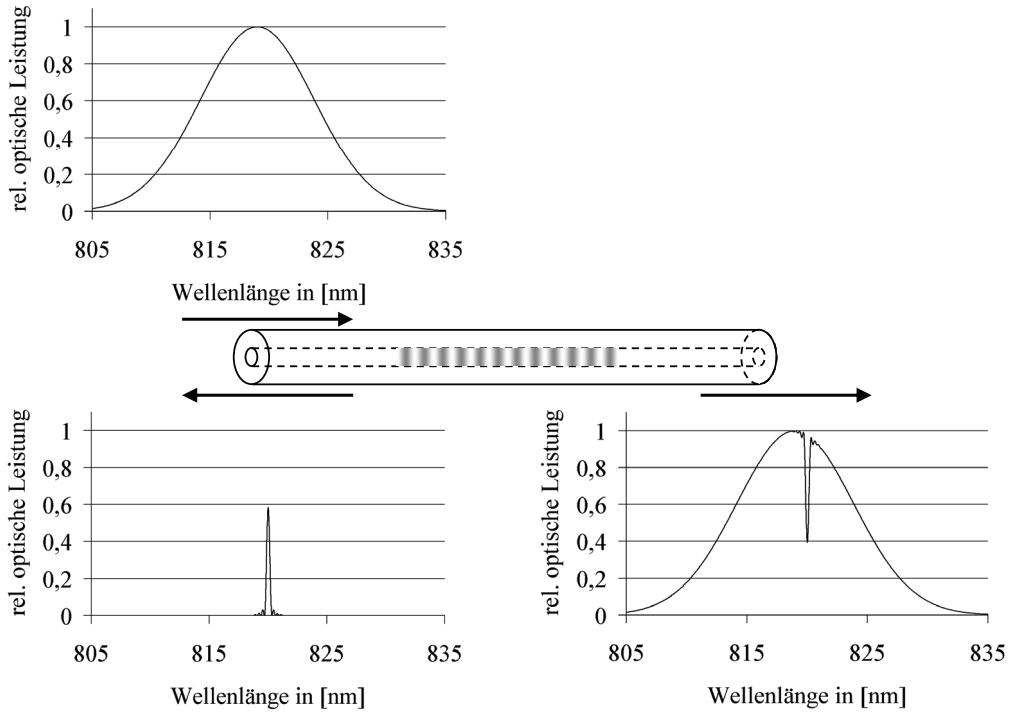 rel. optische Leistung
1
0,8
0,6
0,4
0,2
0
805 815 825 835
Wellenlänge in [nm]
rel. optische Leistung
1
0,8
0,6
0,4
0,2
0
805 815 825 835
Wellenlänge in [nm]
rel. optische Leistung
1
0,8
0,6
0,4
0,2
0
805 815 825 835
Wellenlänge in [nm]